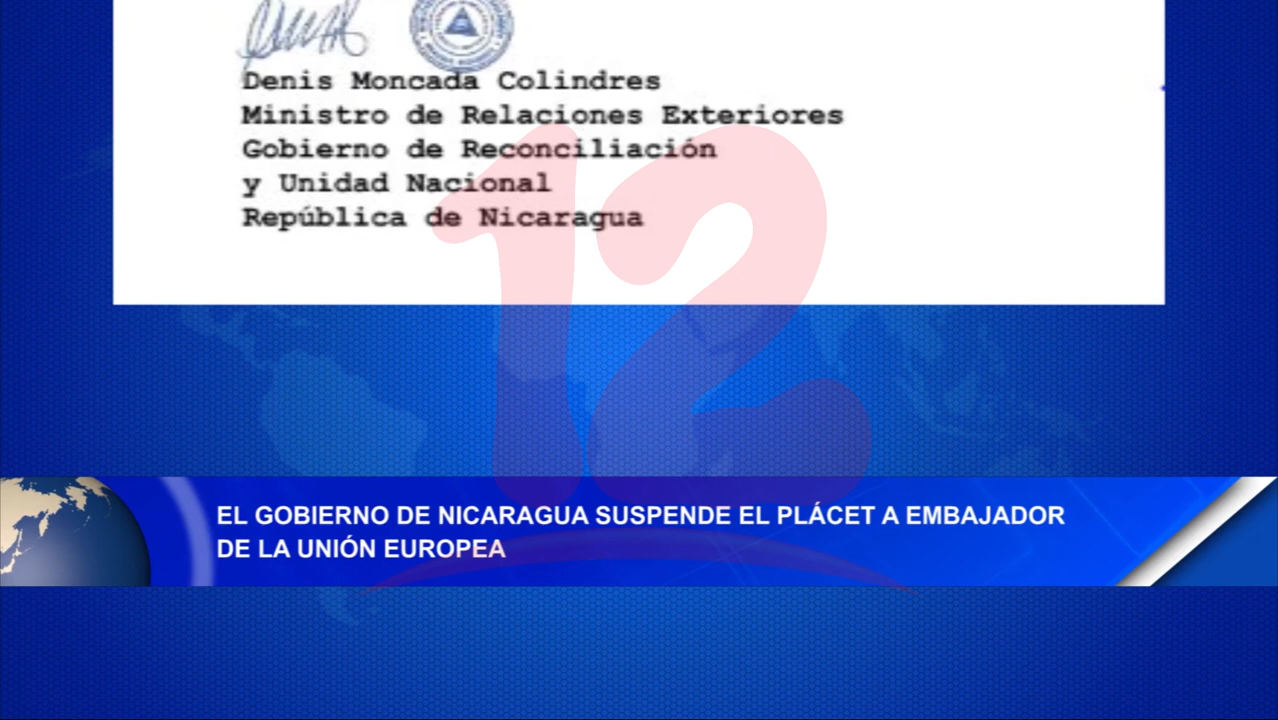 Denis Moncada Colindres
Ministro de Relaciones Exteriores
Gobierno de Reconciliación
y Unidad Nacional
República de Nicaragua
12
EL GOBIERNO DE NICARAGUA SUSPENDE EL PLÁCET A EMBAJADOR
DE LA UNIÓN EUROPEA